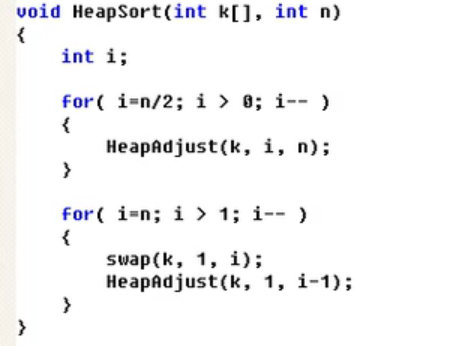 void HeapSort(int k[], int n)
{
    int i;

    for( i=n/2; i > 0; i-- )
    {
        HeapAdjust(k, i, n);
    }

    for( i=n; i > 1; i-- )
    {
        swap(k, 1, i);
        HeapAdjust(k, 1, i-1);
    }
}